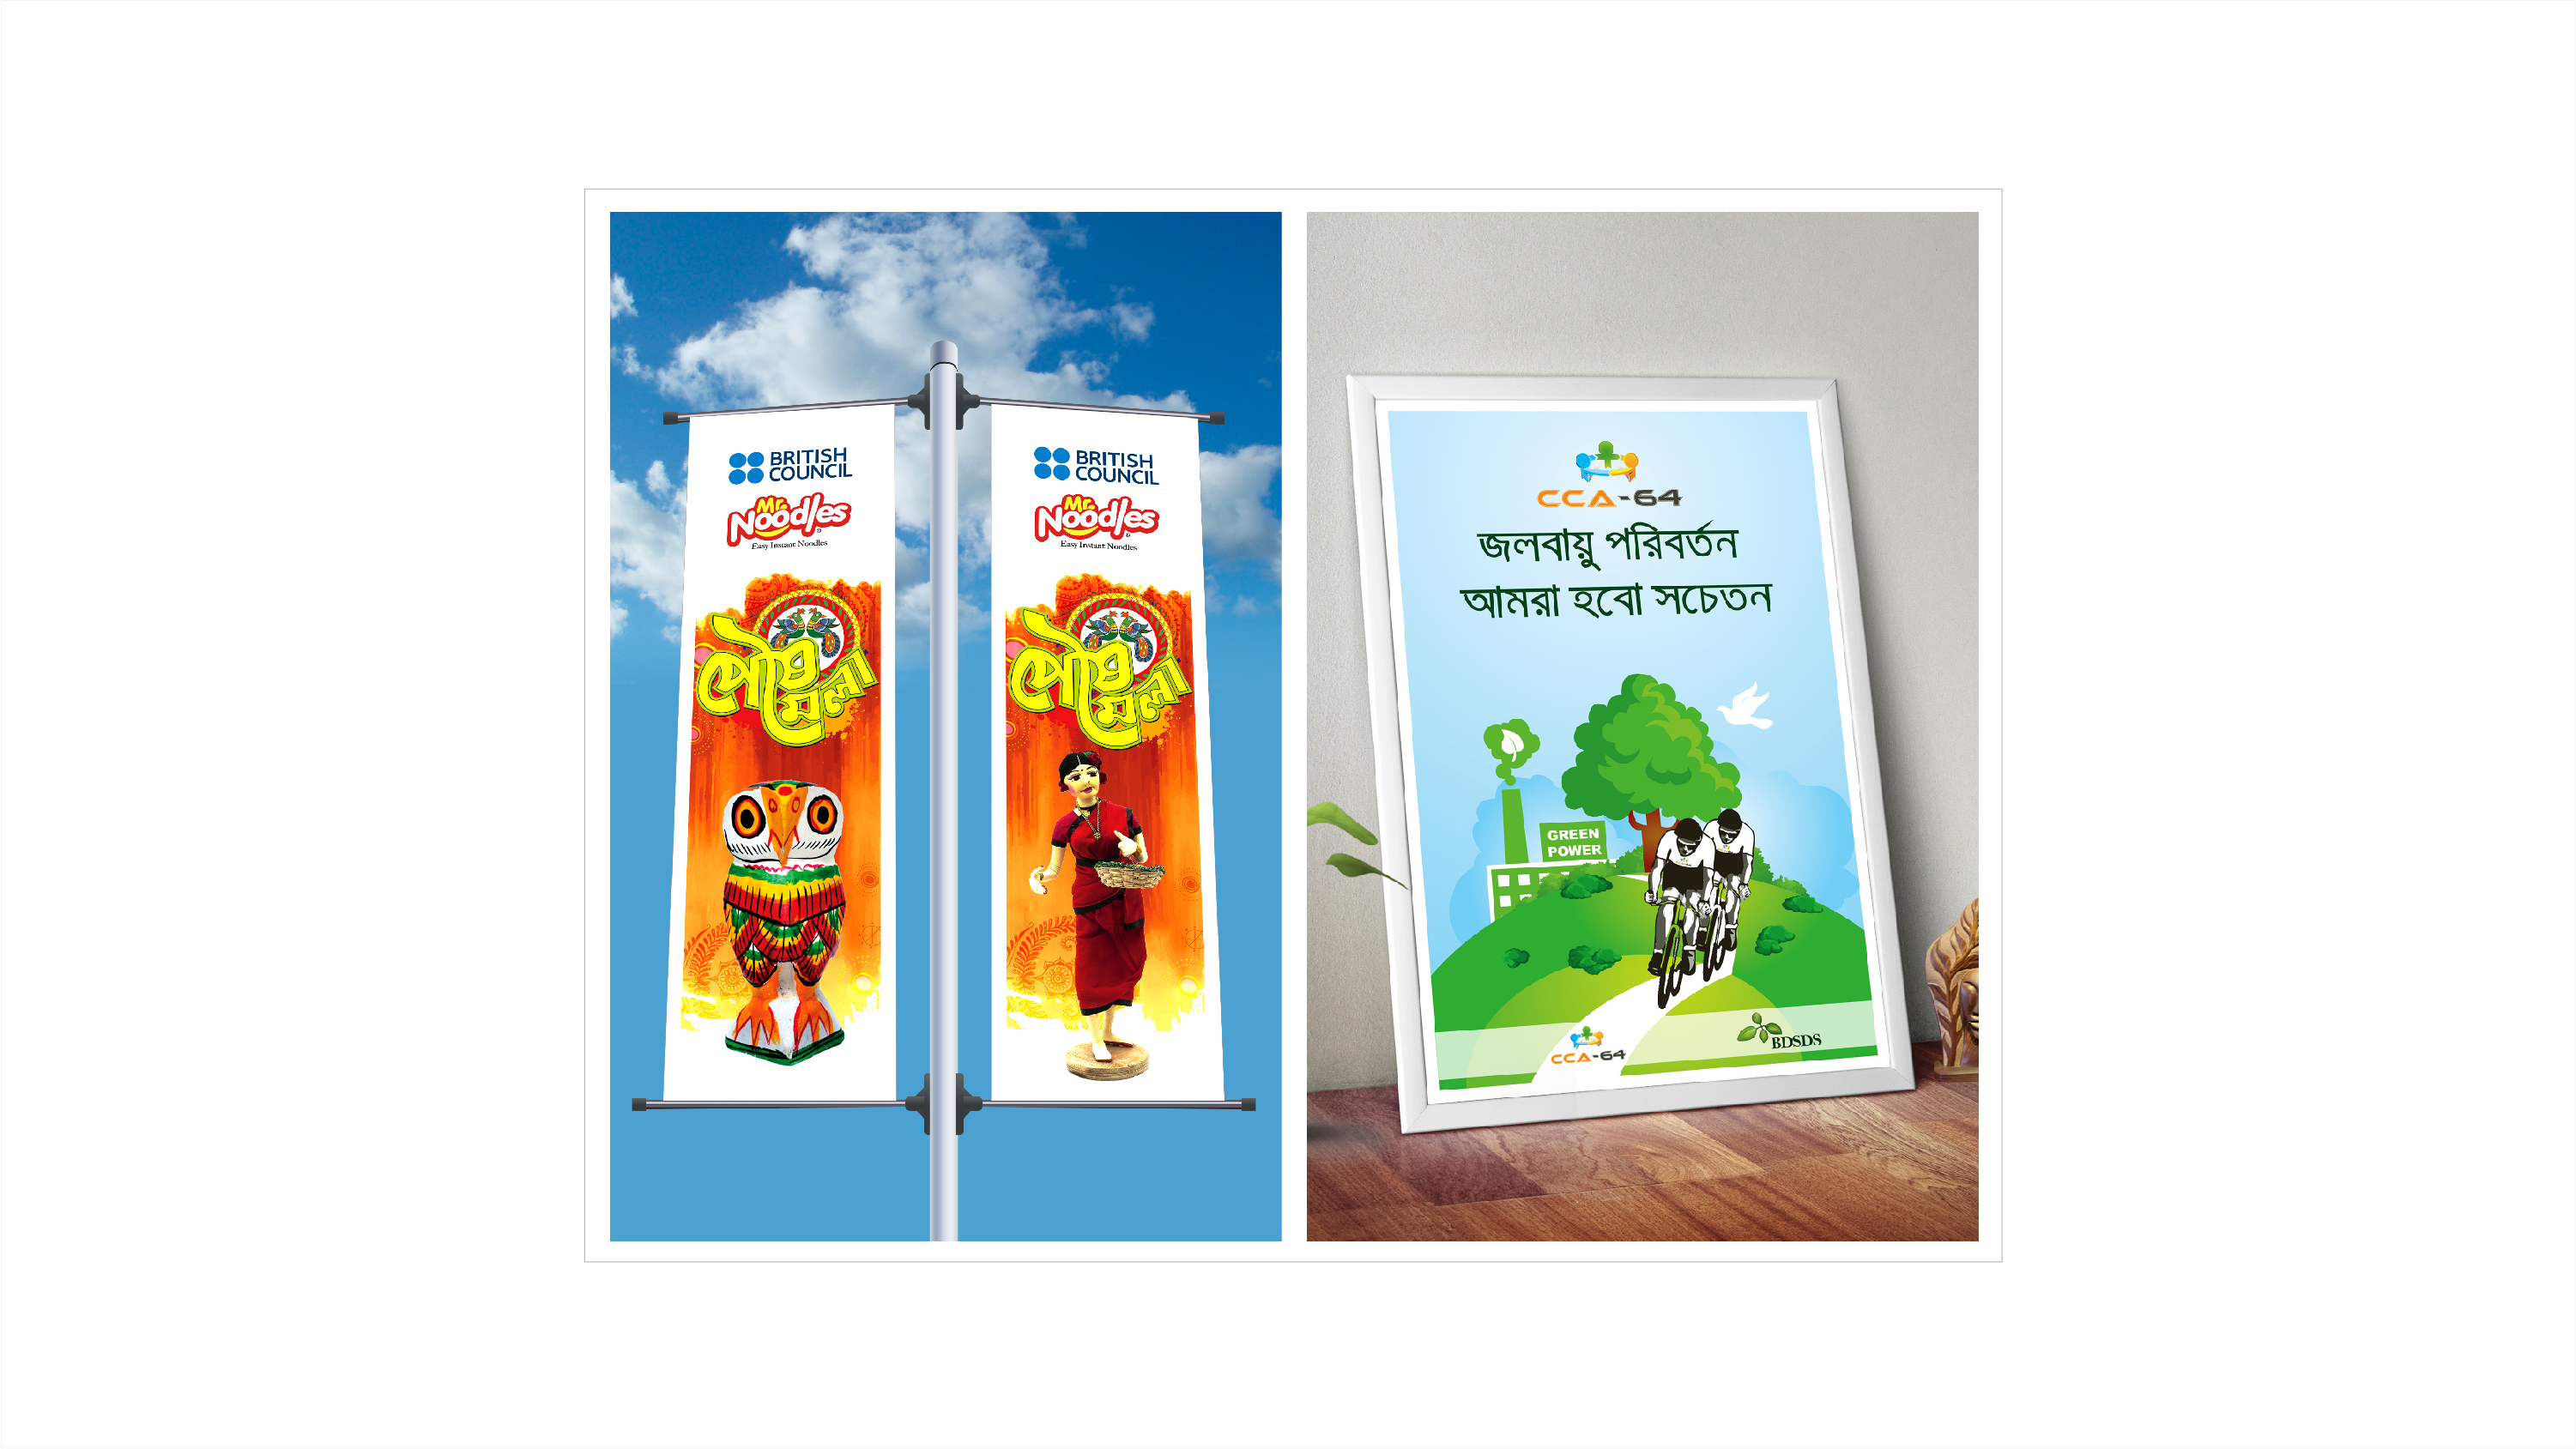 BRITISH
COUNCIL
Mr.
Noodles
Easy Instant Noodles
পৌষ
মেলা
BRITISH
COUNCIL
Mr.
Noodles
Easy Instant Noodles
পৌষ
মেলা
CCA-64
জলবায়ু পরিবর্তন
আমরা হবো সচেতন
GREEN
POWER
CCA-64
BDSDS